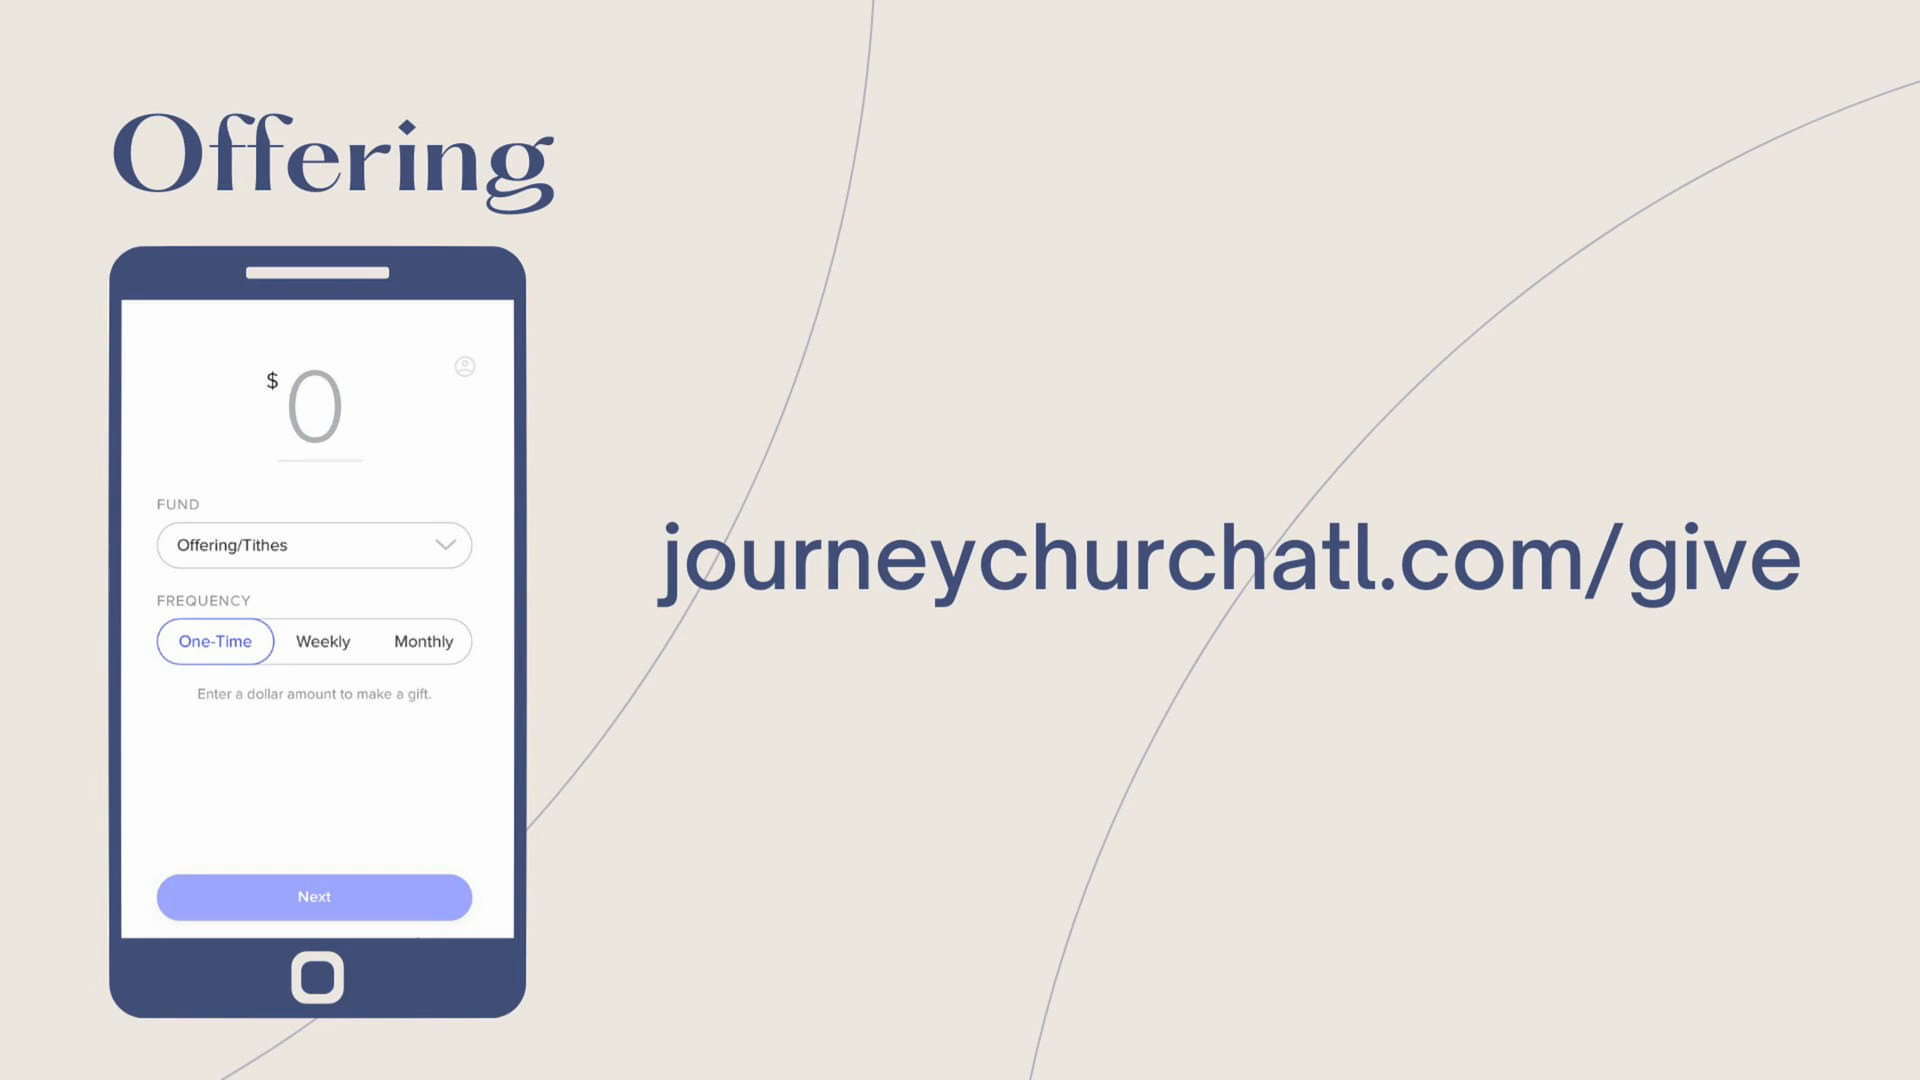 Offering
$ 0
FUND
Offering/Tithes
FREQUENCY
One-Time Weekly Monthly
Enter a dollar amount to make a gift.
Next
journeychurchatl.com/give